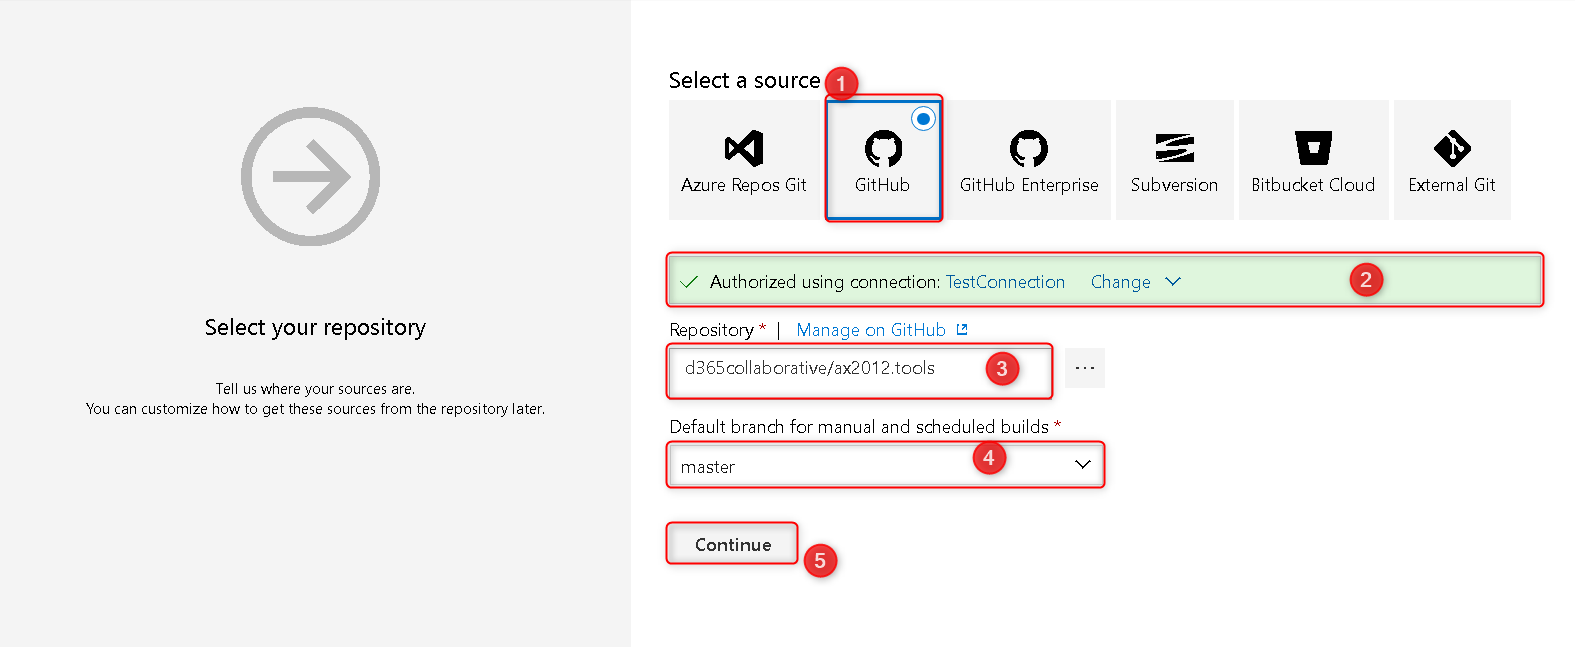 Select your repository
Tell us where your sources are.
You can customize how to get these sources from the repository later.
Select a source
1
Azure Repos Git
GitHub
GitHub Enterprise
Subversion
Bitbucket Cloud
External Git
Authorized using connection: TestConnection Change
2
Repository * | Manage on GitHub
d365collaborative/ax2012.tools
3
...
Default branch for manual and scheduled builds *
master
4
Continue
5